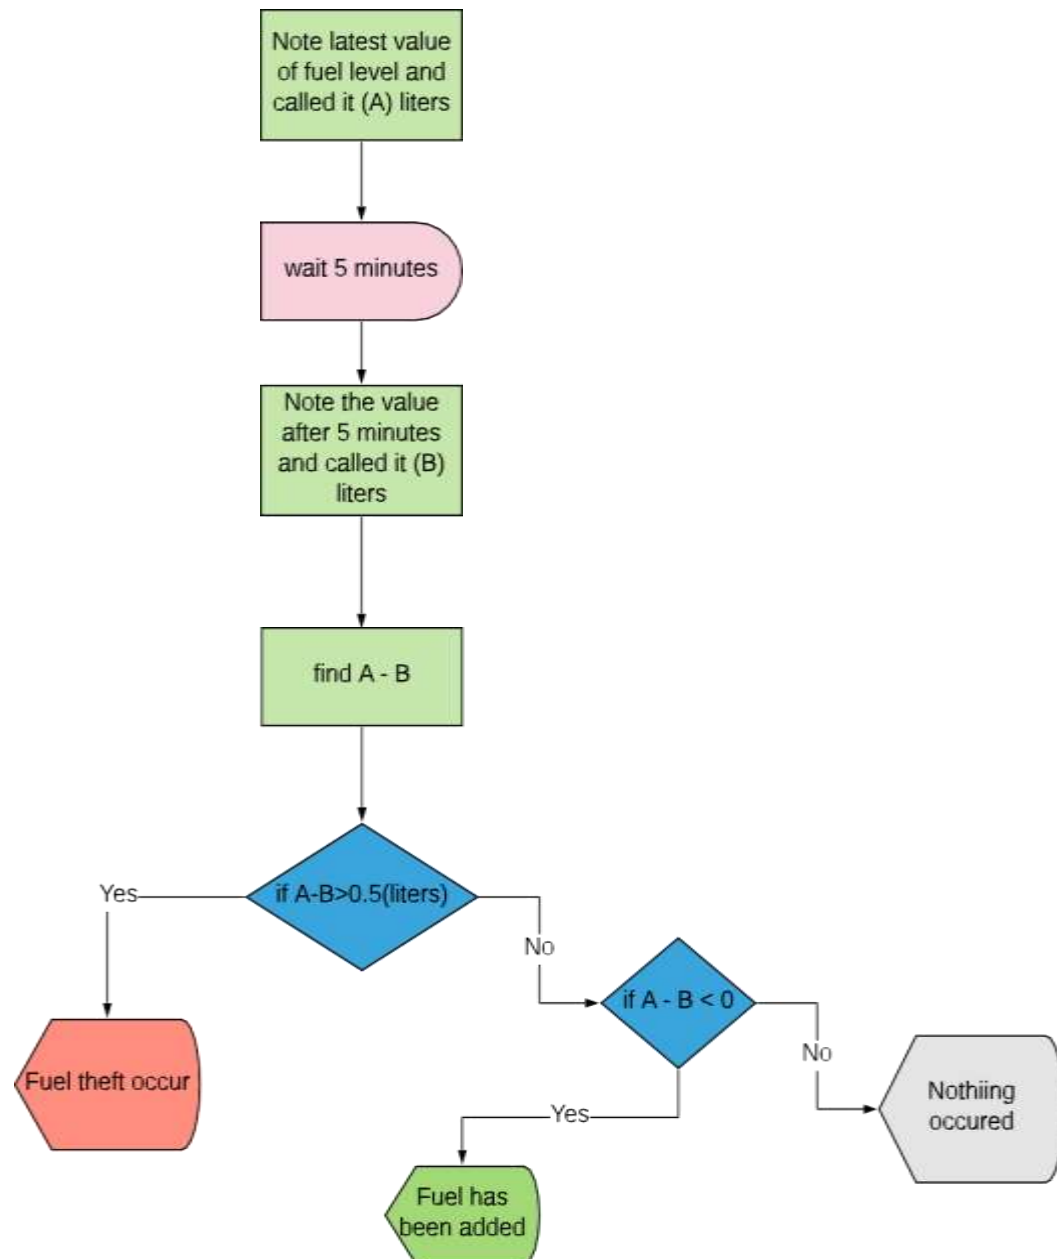 Note latest value
of fuel level and
called it (A) liters
wait 5 minutes
Note the value
after 5 minutes
and called it (B)
liters
find A - B
if A-B>0.5(liters)
Yes
No
if A - B < 0
No
Yes
Fuel theft occur
Nothiing
occured
Fuel has
been added